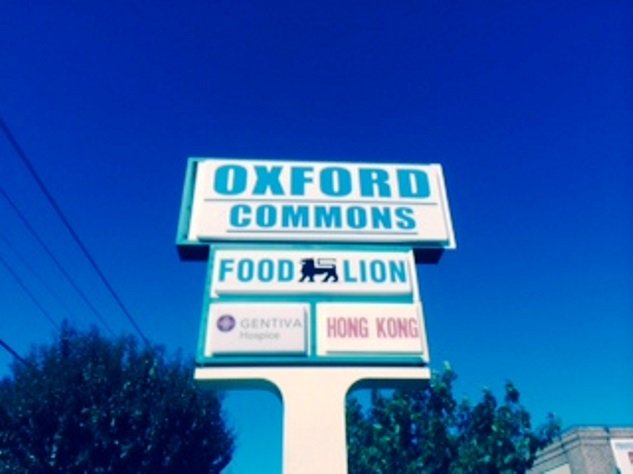 OXFORD
COMMONS
FOOD LION
GENTIVA
Hospice
HONG KONG